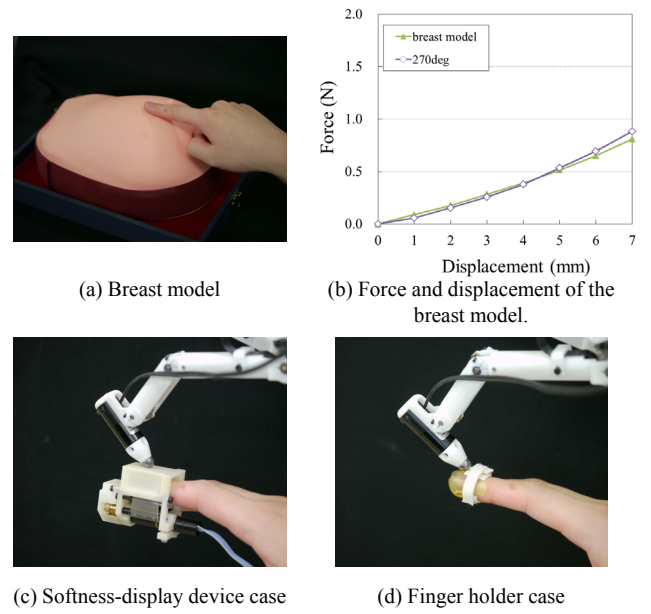 2.0
1.5
1.0
0.5
0.0
Force (N)
breast model
270deg
0 1 2 3 4 5 6 7
Displacement (mm)
(a) Breast model
(b) Force and displacement of the
breast model.
(c) Softness-display device case
(d) Finger holder case